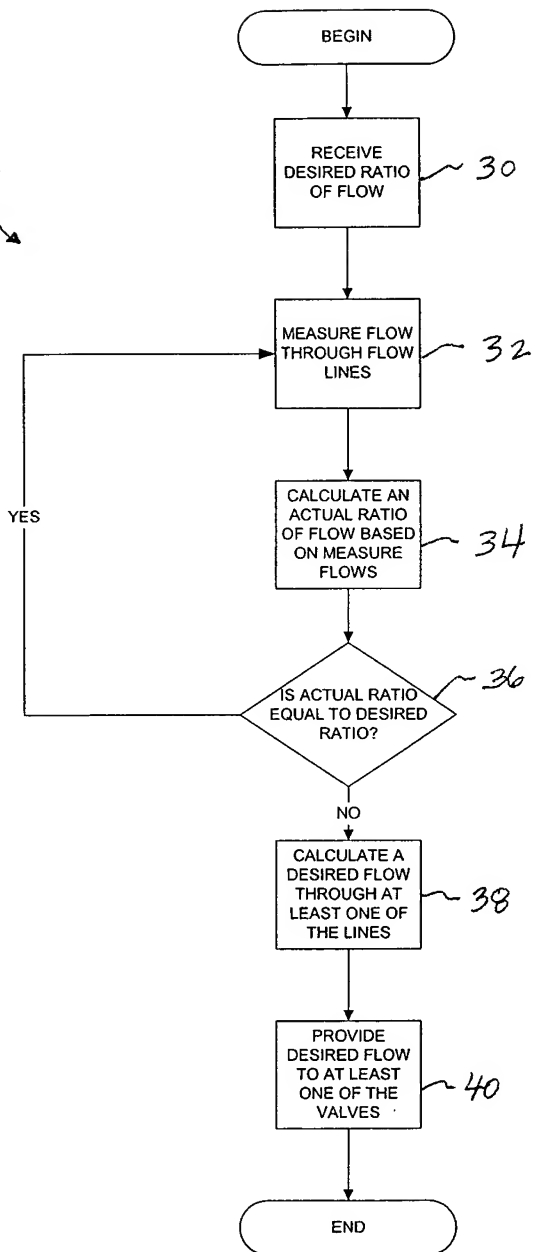 BEGIN
RECEIVE
DESIRED RATIO
OF FLOW
30
MEASURE FLOW
THROUGH FLOW
LINES
32
YES
CALCULATE AN
ACTUAL RATIO
OF FLOW BASED
ON MEASURE
FLOWS
34
IS ACTUAL RATIO
EQUAL TO DESIRED
RATIO?
36
NO
CALCULATE A
DESIRED FLOW
THROUGH AT
LEAST ONE OF
THE LINES
38
PROVIDE
DESIRED FLOW
TO AT LEAST
ONE OF THE
VALVES
40
END